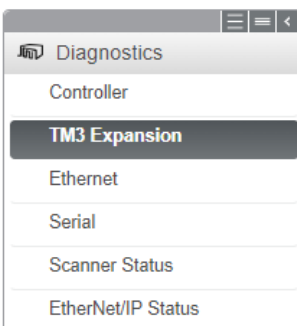 Diagnostics
Controller
TM3 Expansion
Ethernet
Serial
Scanner Status
EtherNet/IP Status